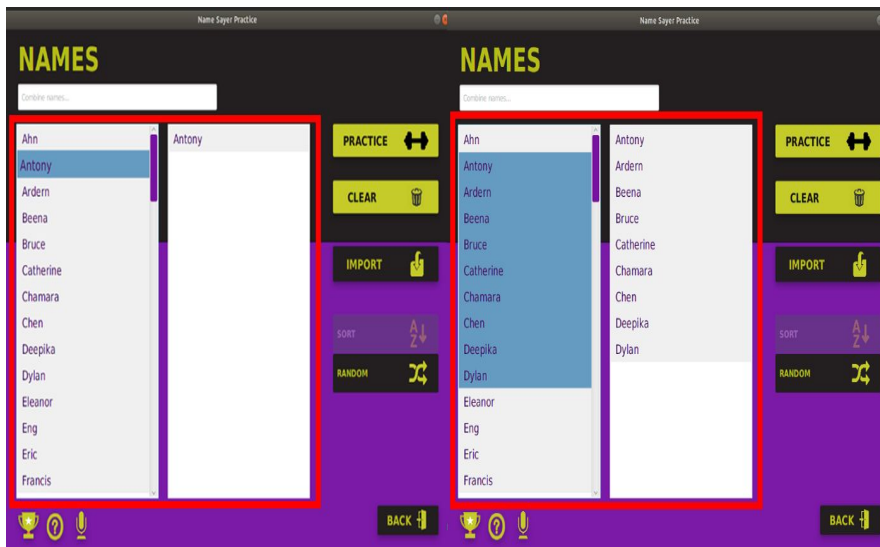 Name Sayer Practice
NAMES
Combine names...
Ahn
Antony
Ardern
Beena
Bruce
Catherine
Chamara
Chen
Deepika
Dylan
Eleanor
Eng
Eric
Francis
Antony
PRACTICE
CLEAR
IMPORT
SORT
A
Z
RANDOM
?
BACK
Name Sayer Practice
NAMES
Combine names...
Ahn
Antony
Ardern
Beena
Bruce
Catherine
Chamara
Chen
Deepika
Dylan
Eleanor
Eng
Eric
Francis
Antony
Ardern
Beena
Bruce
Catherine
Chamara
Chen
Deepika
Dylan
PRACTICE
CLEAR
IMPORT
SORT
A
Z
RANDOM
?
BACK